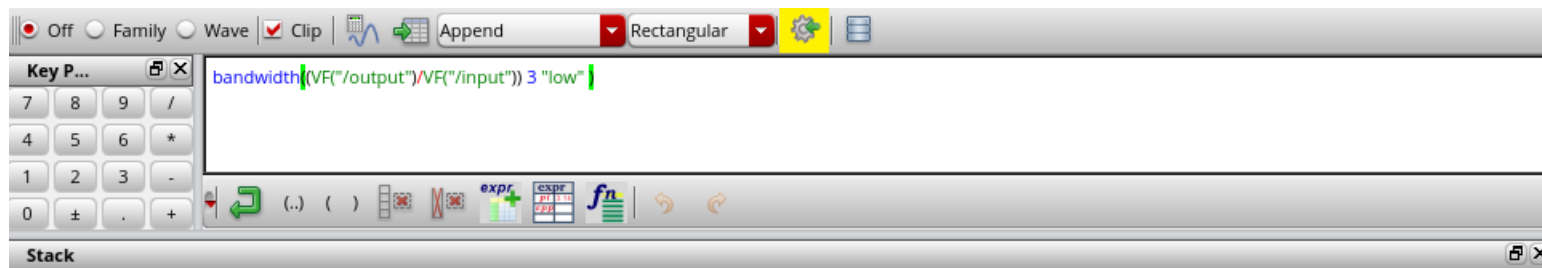 Off Family Wave Clip Append Rectangular
Key P...
bandwidth((VF("/output")/VF("/input")) 3 "low" )
7 8 9 /
4 5 6 *
1 2 3 -
0 ± . +
(..) ( ) expr expr fn
Stack